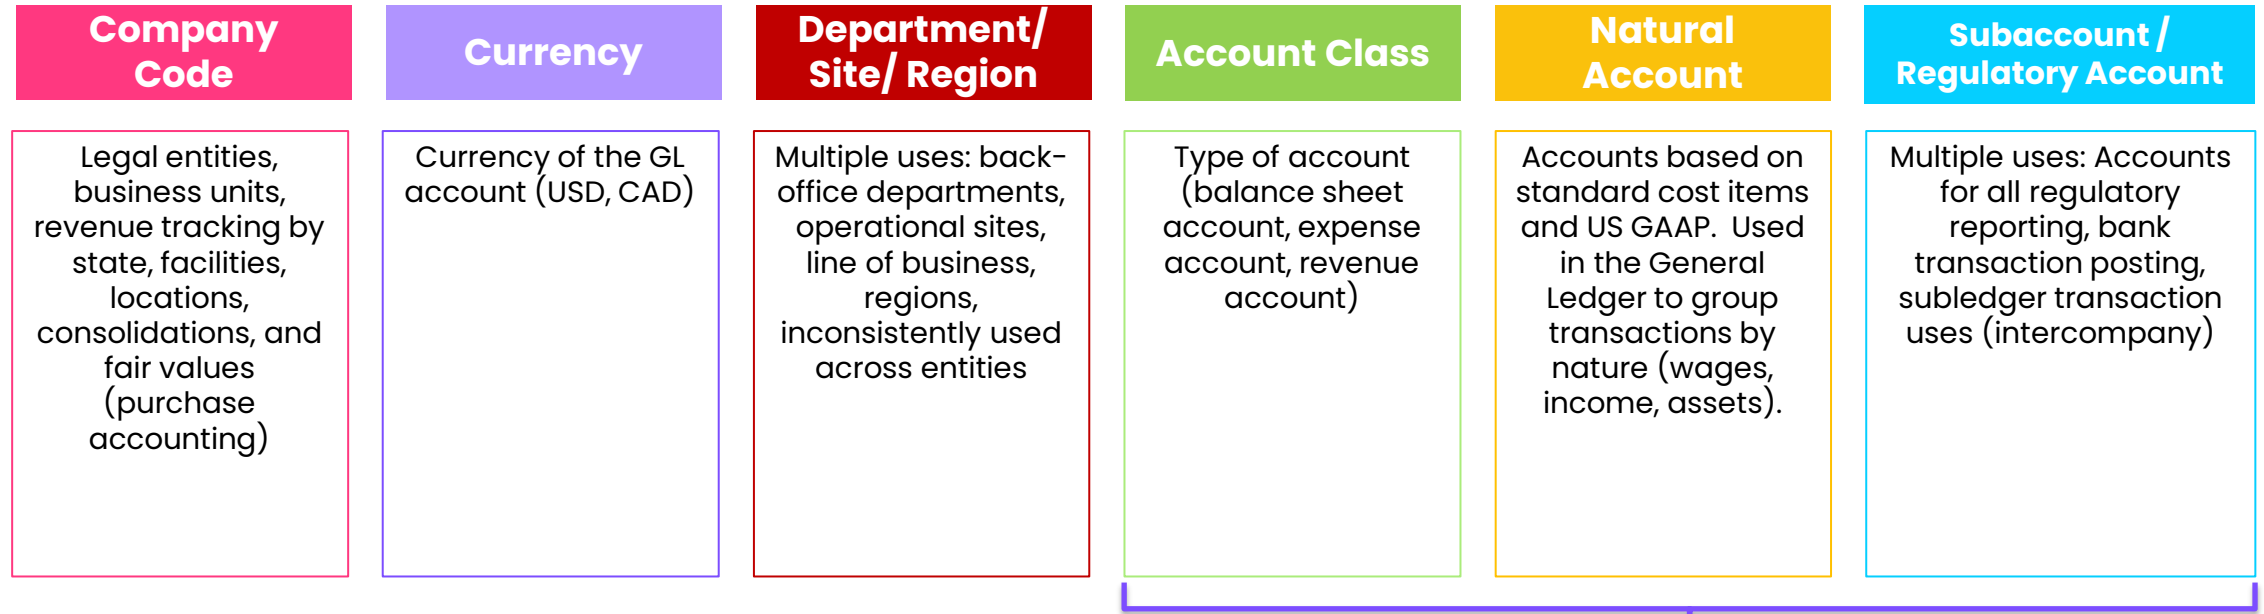 Company
Code
Currency
Department/
Site/ Region
Account Class
Natural
Account
Subaccount /
Regulatory Account
Legal entities,
business units,
revenue tracking by
state, facilities,
locations,
consolidations, and
fair values
(purchase
accounting)
Currency of the GL
account (USD, CAD)
Multiple uses: back-
office departments,
operational sites,
line of business,
regions,
inconsistently used
across entities
Type of account
(balance sheet
account, expense
account, revenue
account)
Accounts based on
standard cost items
and US GAAP.  Used
in the General
Ledger to group
transactions by
nature (wages,
income, assets).
Multiple uses: Accounts
for all regulatory
reporting, bank
transaction posting,
subledger transaction
uses (intercompany)